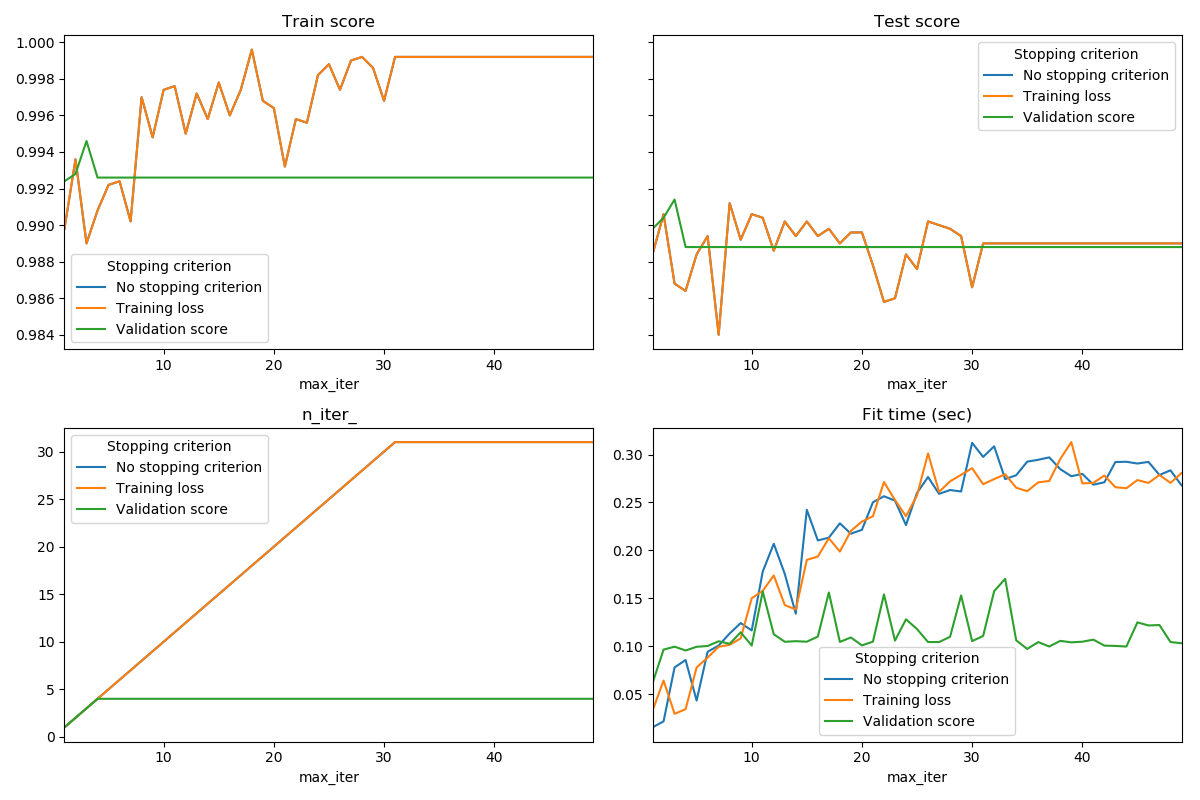 Train score
1.000
0.998
0.996
0.994
0.992
0.990
0.988
0.986
0.984
Stopping criterion
No stopping criterion
Training loss
Validation score
10 20 30 40
max_iter
Test score
Stopping criterion
No stopping criterion
Training loss
Validation score
10 20 30 40
max_iter
n_iter_
30
25
20
15
10
5
0
Stopping criterion
No stopping criterion
Training loss
Validation score
10 20 30 40
max_iter
Fit time (sec)
0.30
0.25
0.20
0.15
0.10
0.05
Stopping criterion
No stopping criterion
Training loss
Validation score
10 20 30 40
max_iter